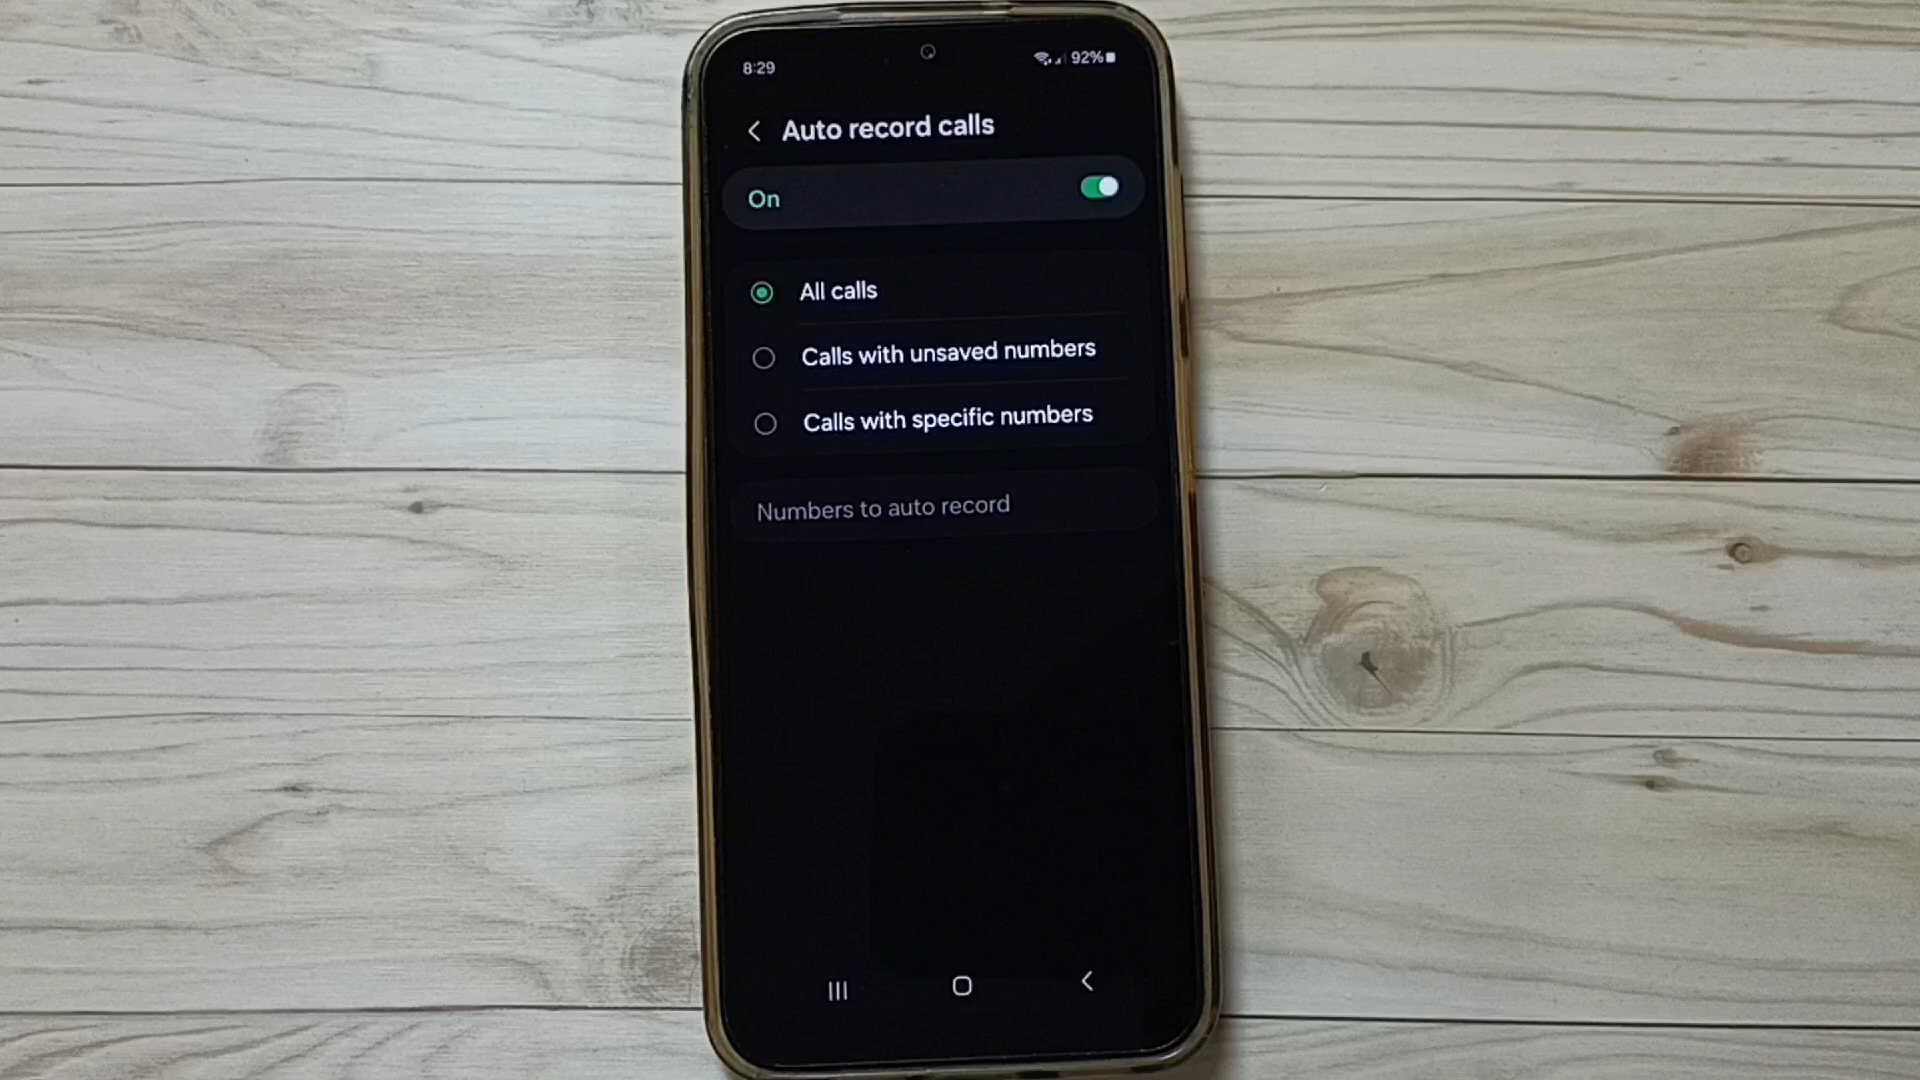 8:29
92%
Auto record calls
On
All calls
Calls with unsaved numbers
Calls with specific numbers
Numbers to auto record